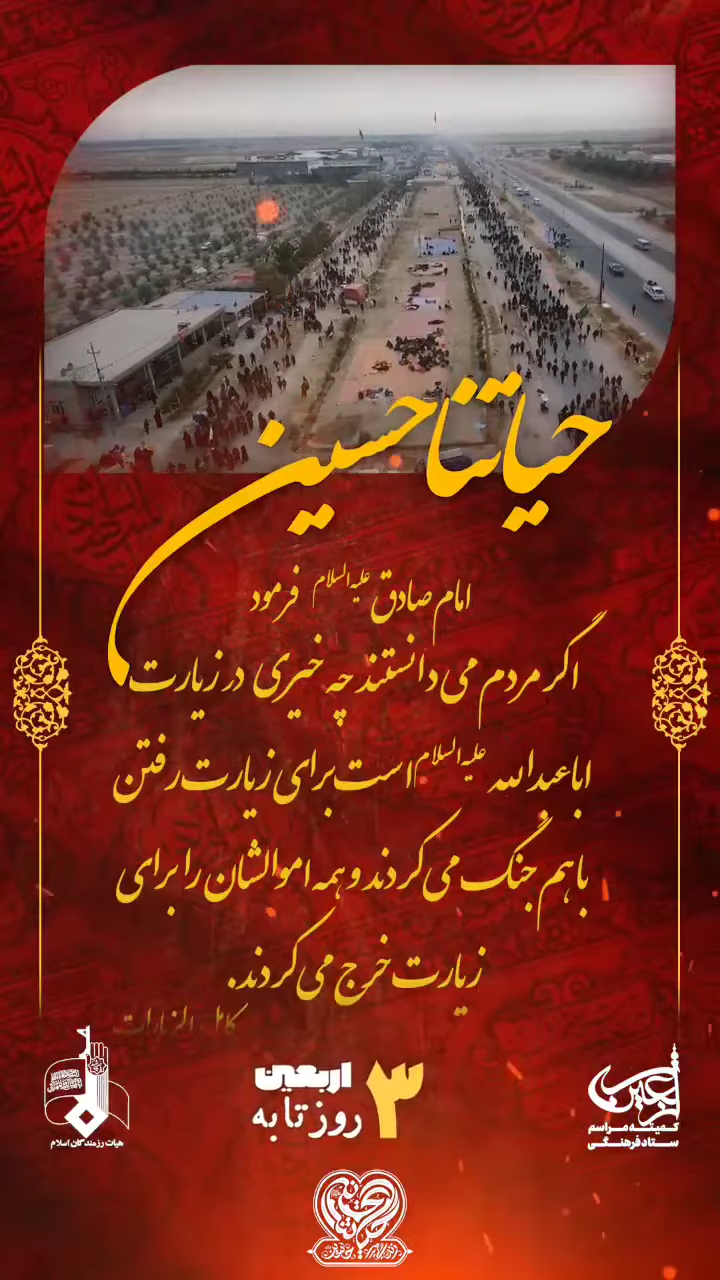 حیاتنا حسین
امام صادق علیه السلام فرمود
اگر مردم می دانستند چه خیری در زیارت
اباعبدالله علیه السلام است برای زیارت رفتن
باهم جنگ می کردند و همه اموالشان را برای
زیارت خرج می کردند.
کامل الزیارات
۳ روز تا به اربعین
اربعین
کمیته مراسم
ستاد فرهنگی
هیات رزمندگان اسلام